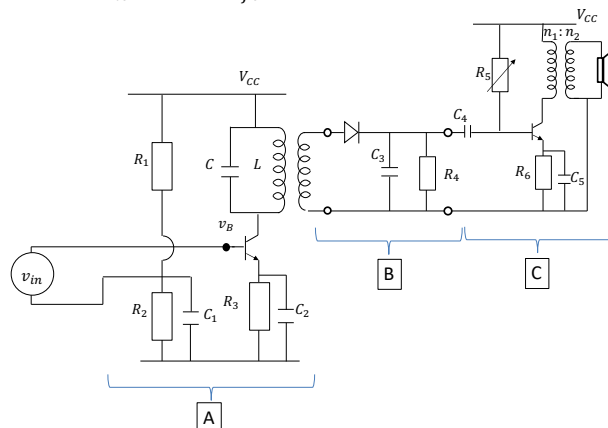 V_CC
n_1 : n_2
R_5
V_CC
C_4
R_1
C
L
C_3
R_4
R_6
C_5
v_B
v_in
R_2
C_1
R_3
C_2
B
C
A